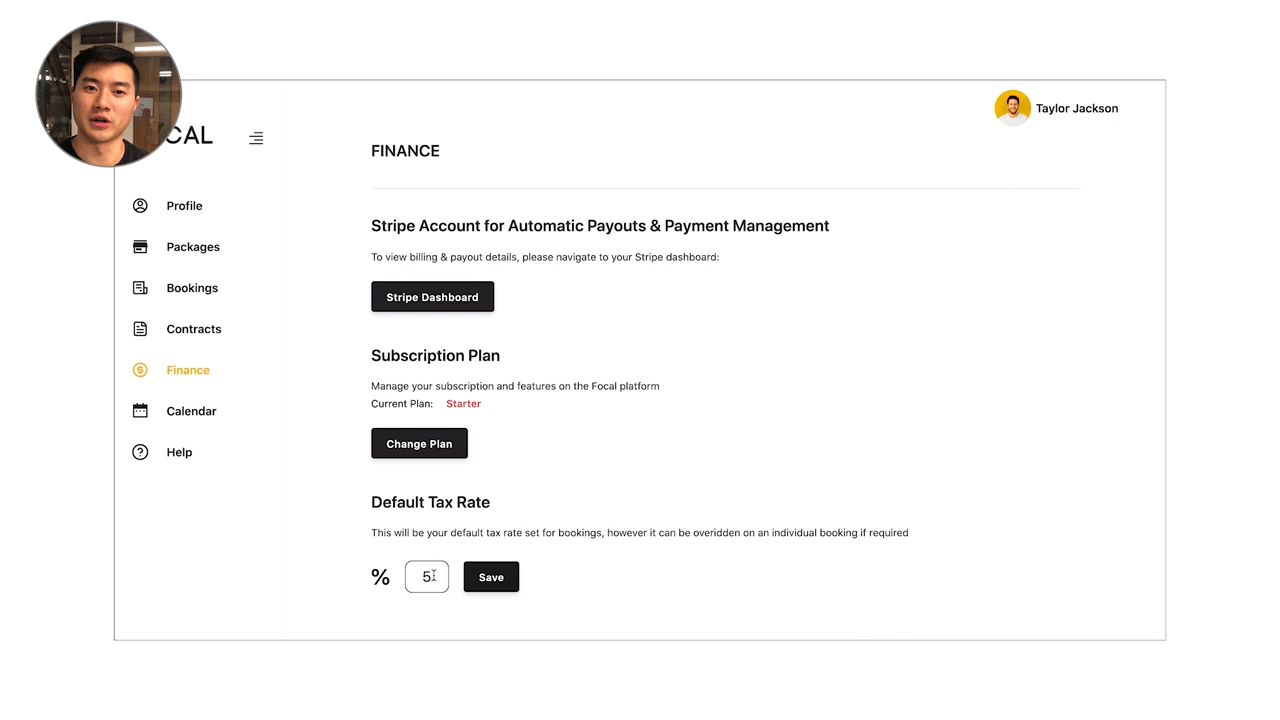 CAL
Taylor Jackson
FINANCE
Profile
Packages
Bookings
Contracts
Finance
Calendar
Help
Stripe Account for Automatic Payouts & Payment Management
To view billing & payout details, please navigate to your Stripe dashboard:
Stripe Dashboard
Subscription Plan
Manage your subscription and features on the Focal platform
Current Plan: Starter
Change Plan
Default Tax Rate
This will be your default tax rate set for bookings, however it can be overidden on an individual booking if required
% 5 Save